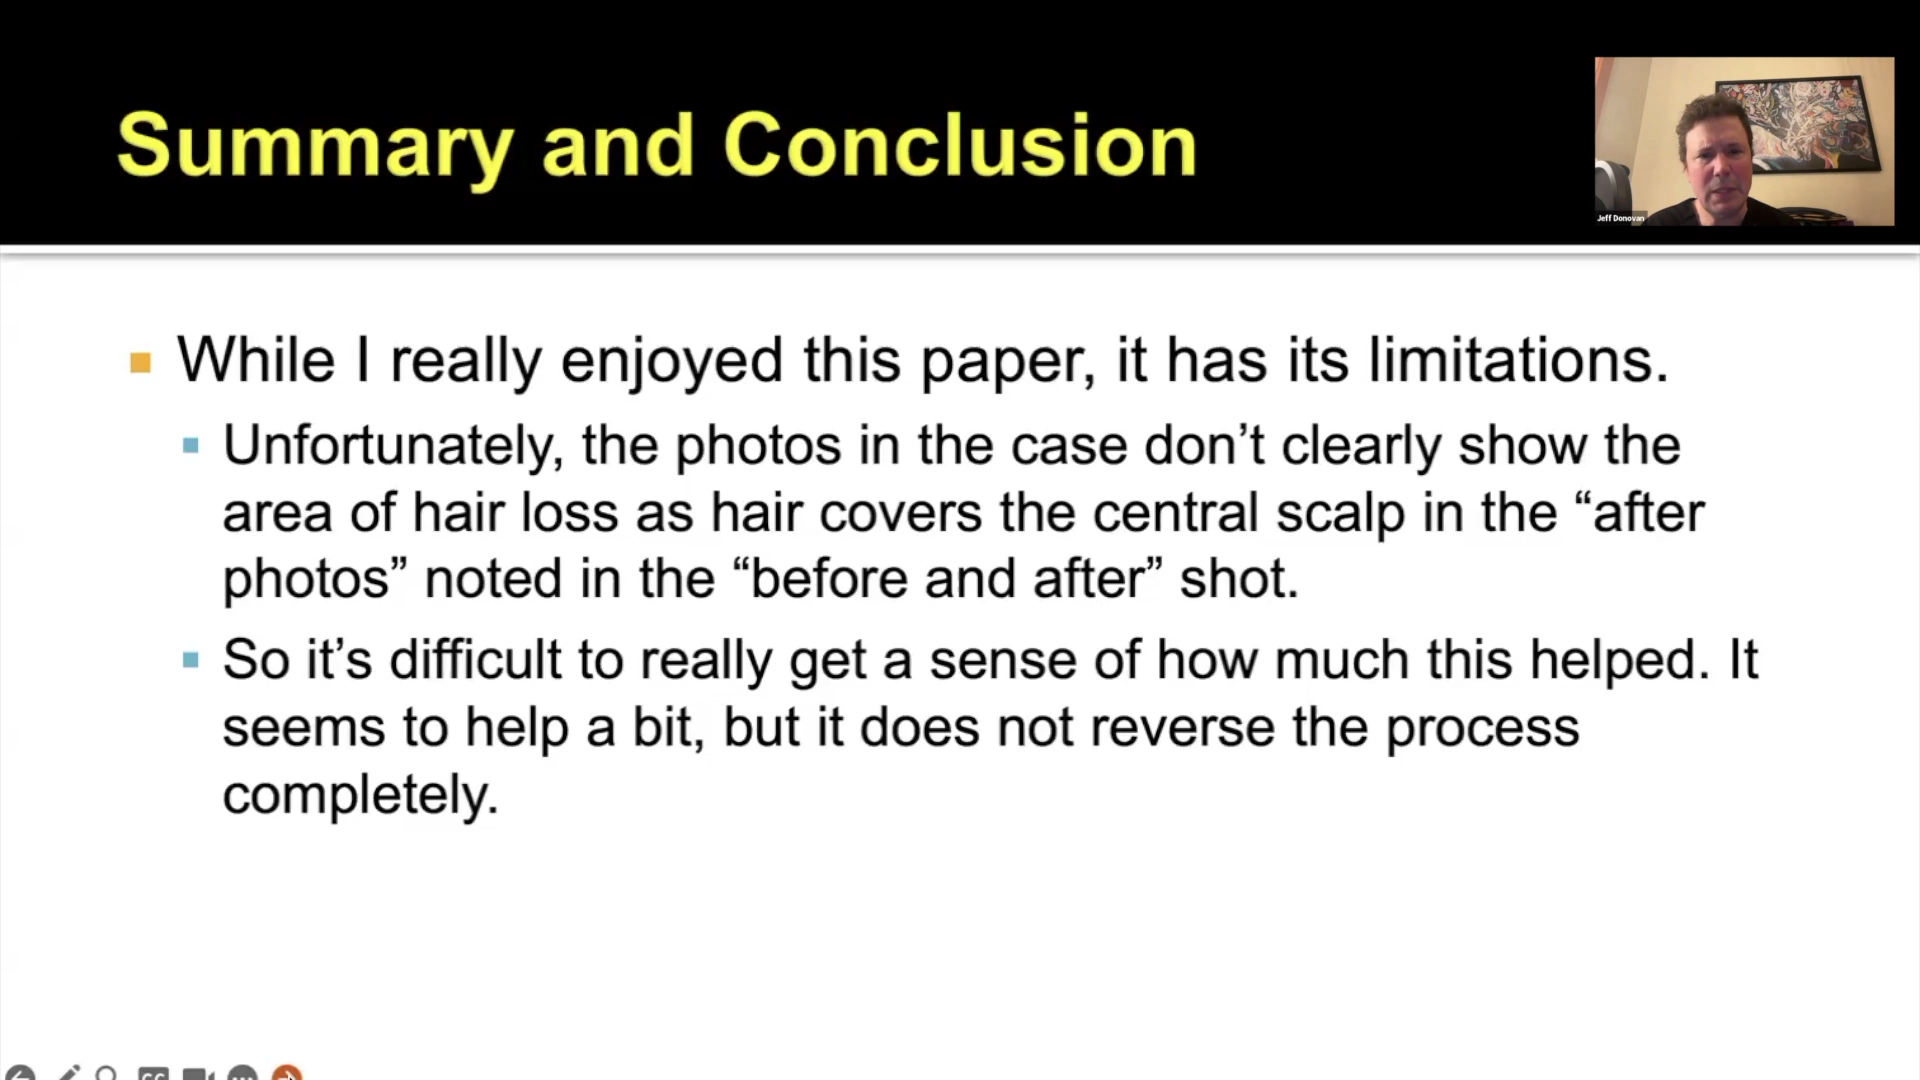 Summary and Conclusion
Jeff Donovan
While I really enjoyed this paper, it has its limitations.
Unfortunately, the photos in the case don’t clearly show the
area of hair loss as hair covers the central scalp in the “after
photos” noted in the “before and after” shot.
So it’s difficult to really get a sense of how much this helped. It
seems to help a bit, but it does not reverse the process
completely.
CC